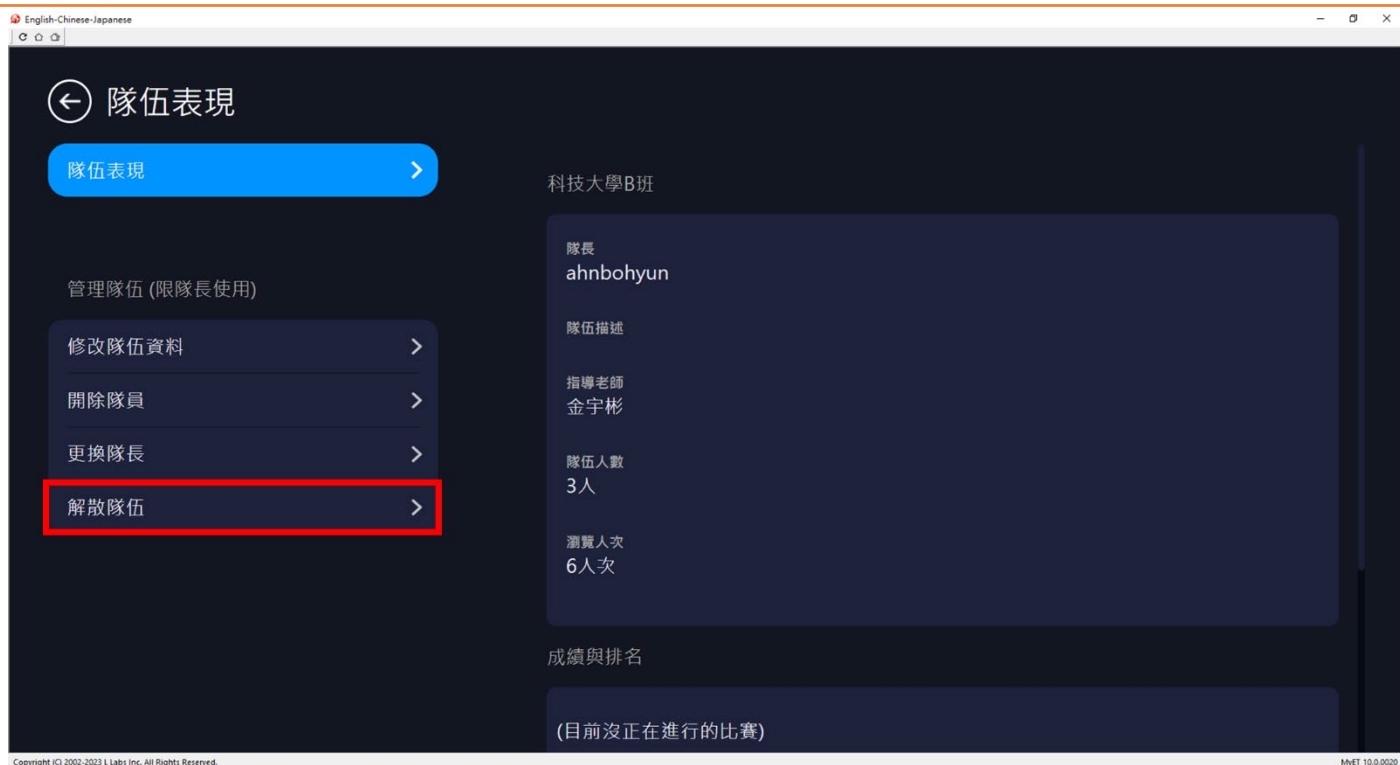 English-Chinese-Japanese
隊伍表現
隊伍表現
管理隊伍 (限隊長使用)
修改隊伍資料
開除隊員
更換隊長
解散隊伍
科技大學B班
隊長
ahnbohyun
隊伍描述
指導老師
金宇彬
隊伍人數
3人
瀏覽人次
6人次
成績與排名
(目前沒正在進行的比賽)
Copyright (C) 2002-2023 L Labs Inc. All Rights Reserved.
MyET 10.0.0020